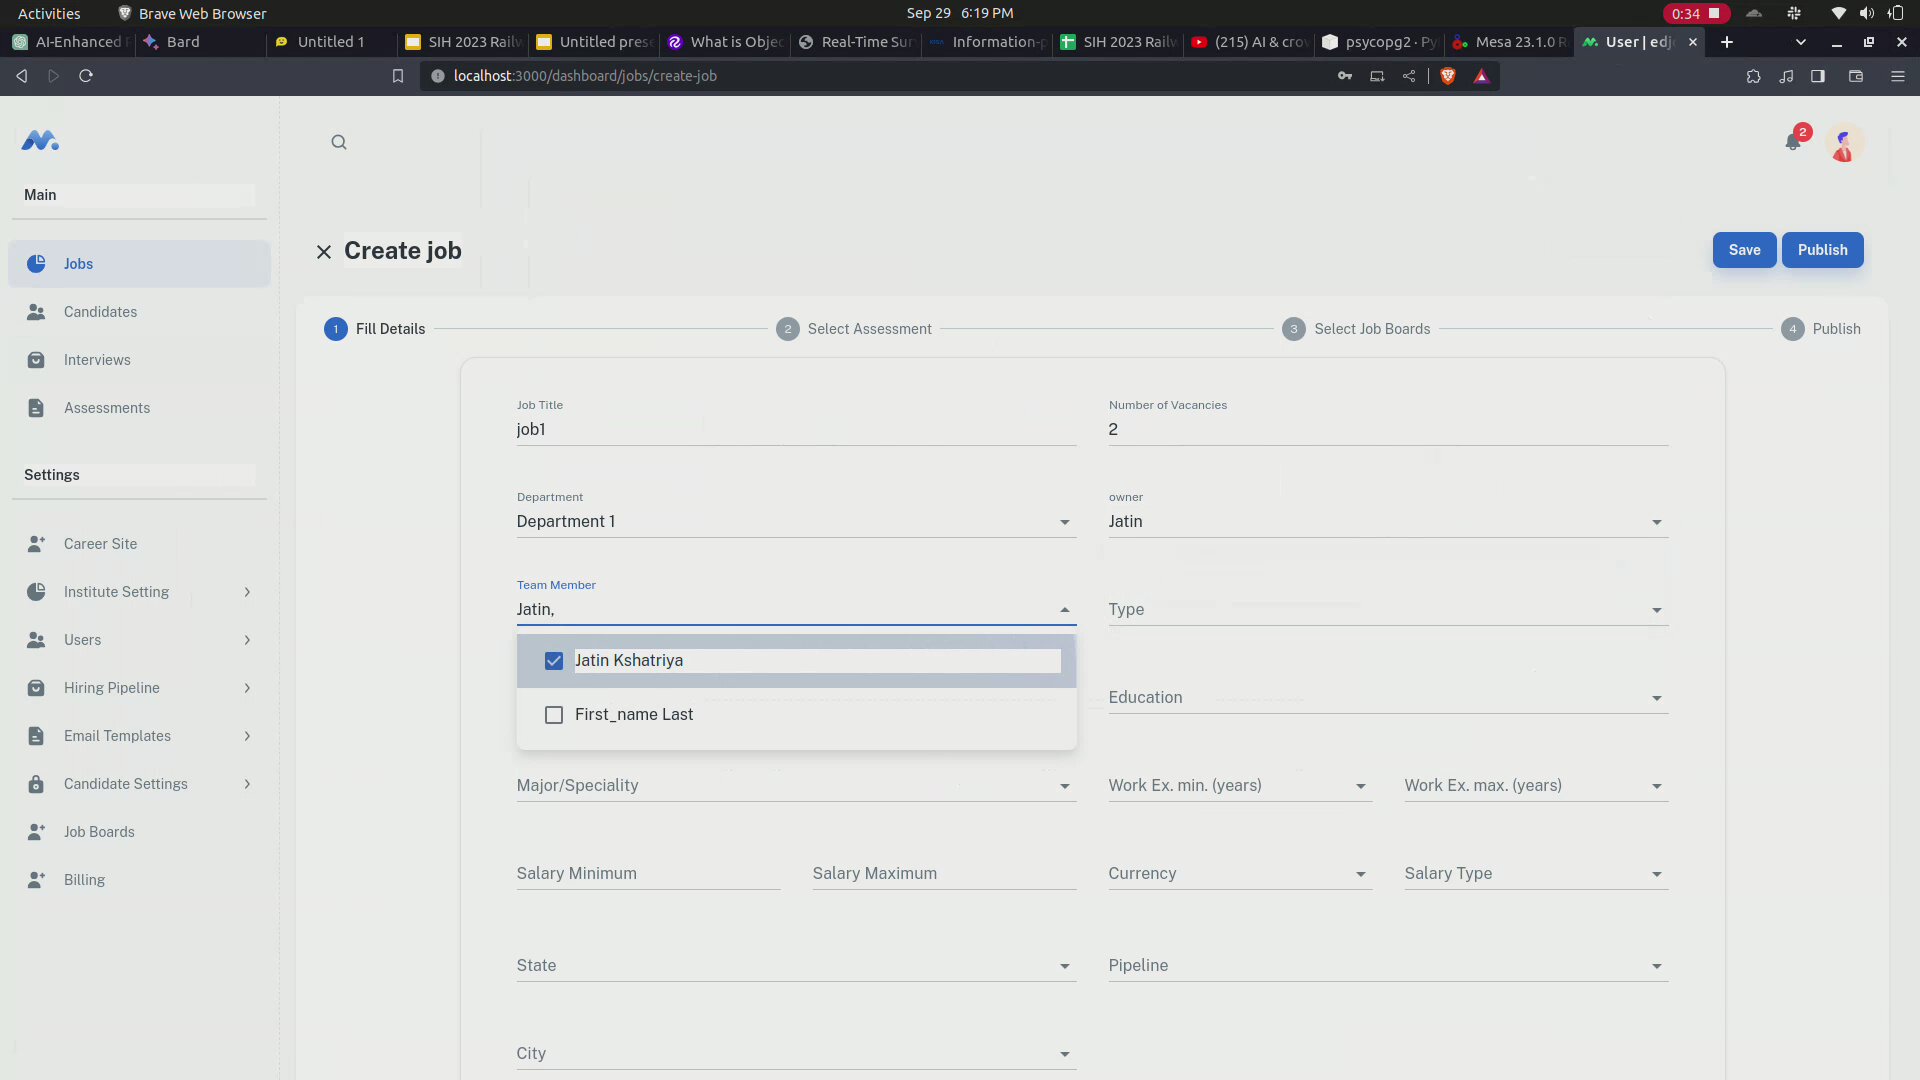 Activities
Brave Web Browser
Sep 29 6:19 PM
0:34
AI-Enhanced
Bard
Untitled 1
SIH 2023 Railw
Untitled prese
What is Objec
Real-Time Sur
Information-p
SIH 2023 Railw
(215) AI & crow
psycopg2 · Py
Mesa 23.1.0 R
User | edj
localhost:3000/dashboard/jobs/create-job
2
Main
Create job
Save
Publish
Jobs
Candidates
Interviews
Assessments
1 Fill Details
2 Select Assessment
3 Select Job Boards
4 Publish
Job Title
job1
Number of Vacancies
2
Settings
Department
Department 1
owner
Jatin
Career Site
Institute Setting
Users
Hiring Pipeline
Email Templates
Candidate Settings
Job Boards
Billing
Team Member
Jatin,
Type
Jatin Kshatriya
First_name Last
Education
Major/Speciality
Work Ex. min. (years)
Work Ex. max. (years)
Salary Minimum
Salary Maximum
Currency
Salary Type
State
Pipeline
City